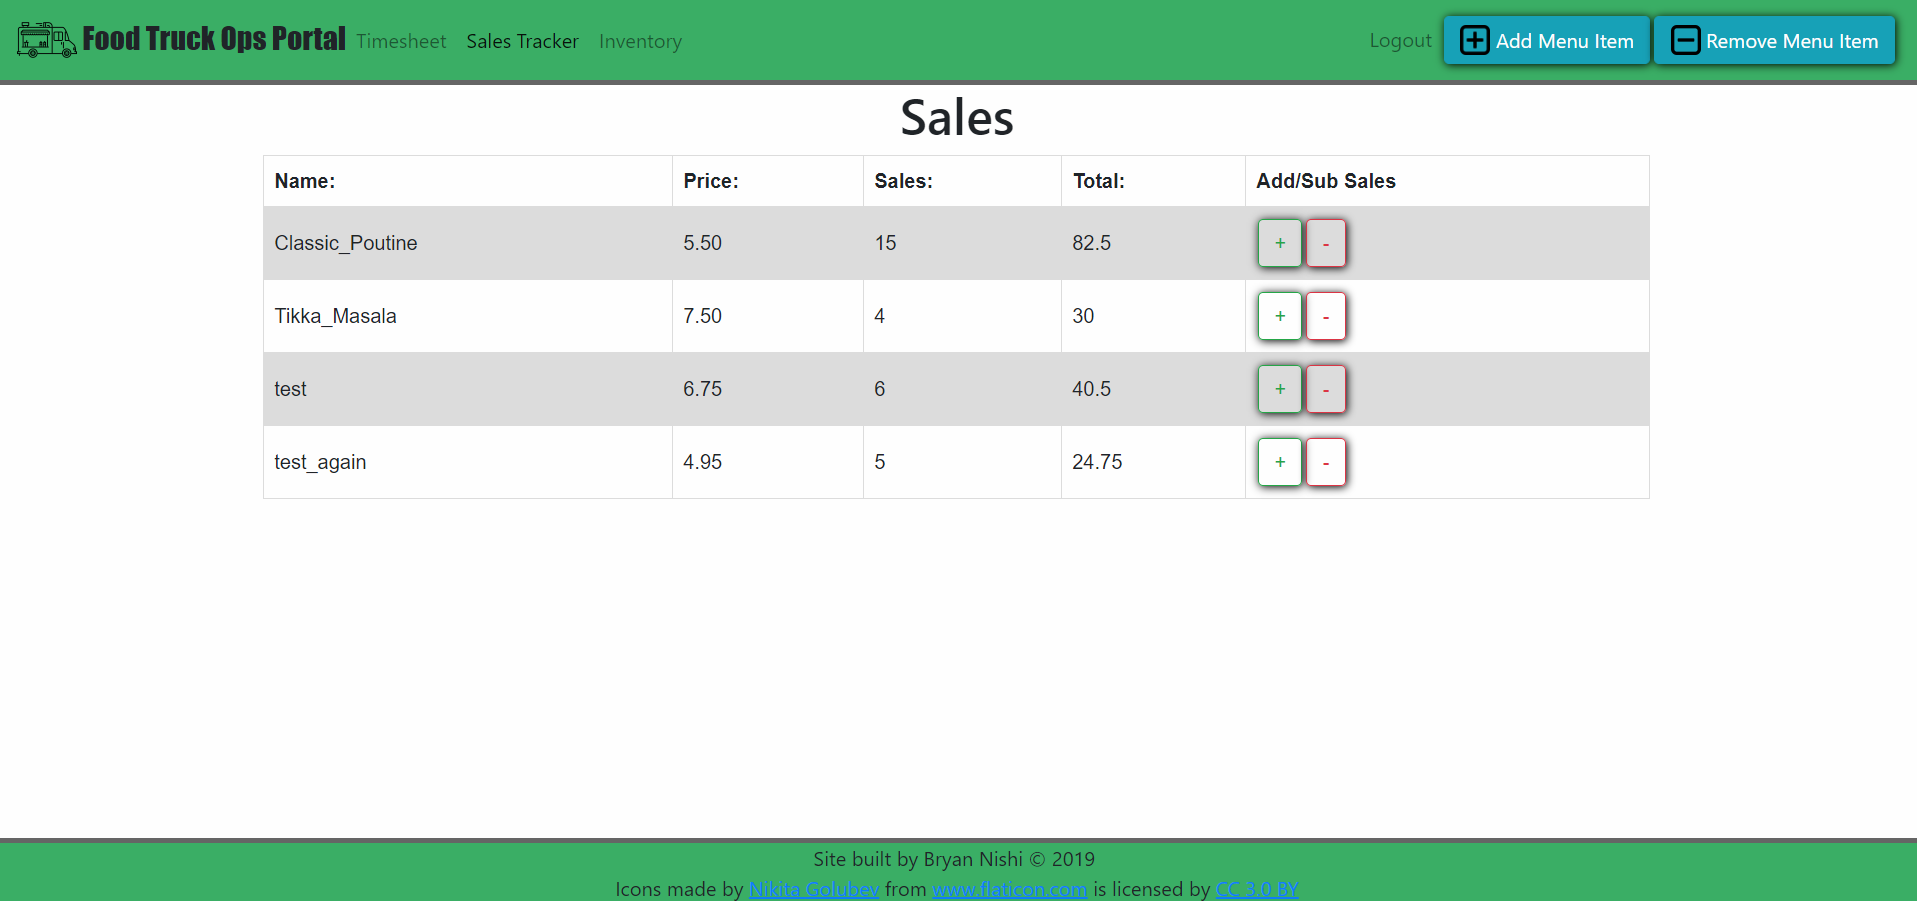 Food Truck Ops Portal Timesheet Sales Tracker Inventory Logout Add Menu Item Remove Menu Item
Sales
Name: Price: Sales: Total: Add/Sub Sales
Classic_Poutine 5.50 15 82.5 + -
Tikka_Masala 7.50 4 30 + -
test 6.75 6 40.5 + -
test_again 4.95 5 24.75 + -
Site built by Bryan Nishi © 2019
Icons made by Nikita Golubev from www.flaticon.com is licensed by CC 3.0 BY